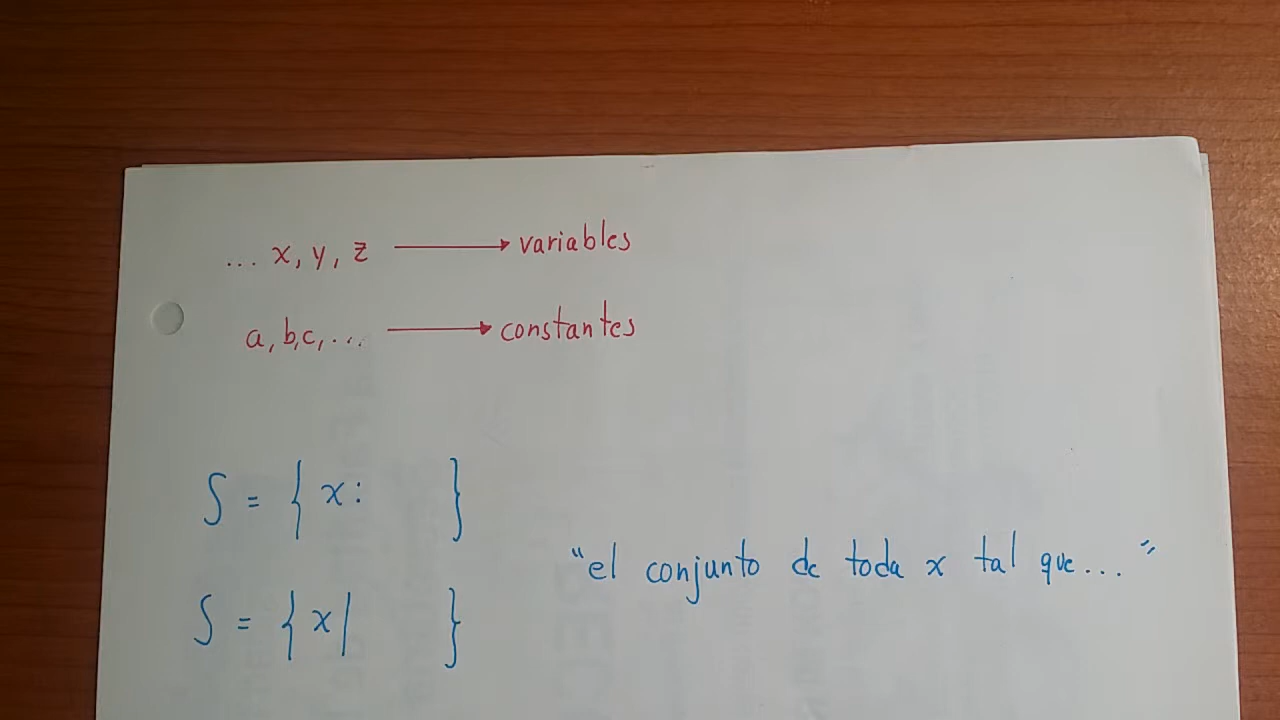 ... x, y, z → variables
a, b, c, ... → constantes
S = { x: }
"el conjunto de toda x tal que..."
S = { x| }